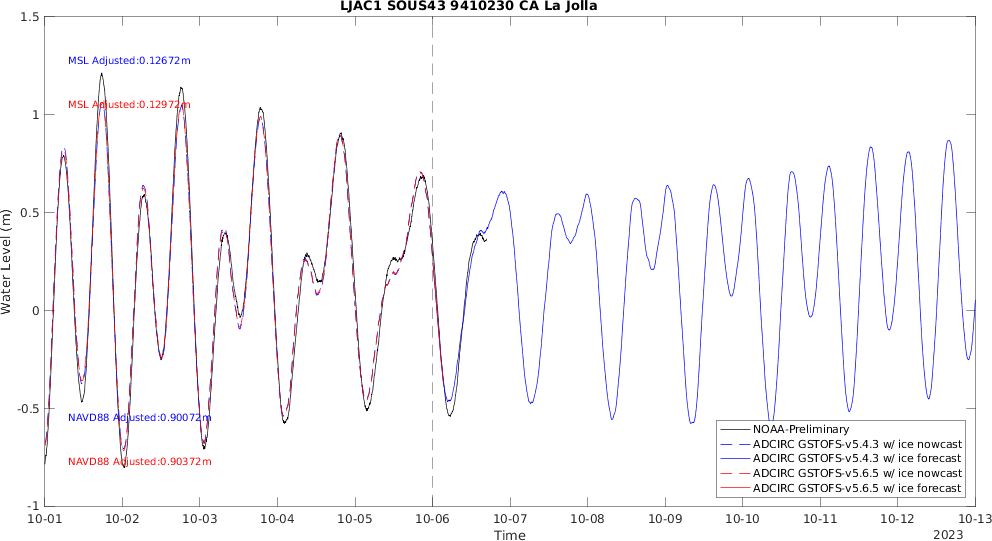 LJAC1 SOUS43 9410230 CA La Jolla
Water Level (m)
1.5
1
0.5
0
-0.5
-1
MSL Adjusted:0.12672m
MSL Adjusted:0.12972m
NAVD88 Adjusted:0.90072m
NAVD88 Adjusted:0.90372m
NOAA-Preliminary
ADCIRC GSTOFS-v5.4.3 w/ ice nowcast
ADCIRC GSTOFS-v5.4.3 w/ ice forecast
ADCIRC GSTOFS-v5.6.5 w/ ice nowcast
ADCIRC GSTOFS-v5.6.5 w/ ice forecast
10-01 10-02 10-03 10-04 10-05 10-06 10-07 10-08 10-09 10-10 10-11 10-12 10-13
Time
2023